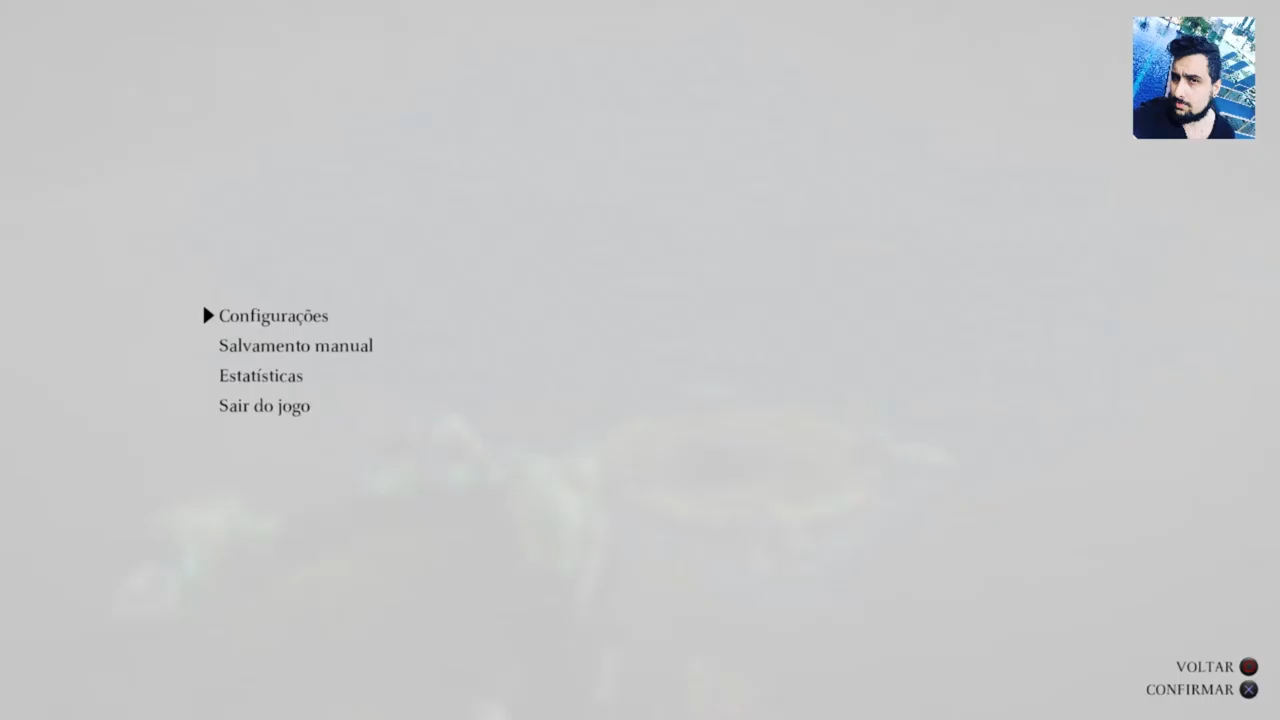 Configurações
Salvamento manual
Estatísticas
Sair do jogo
VOLTAR
CONFIRMAR